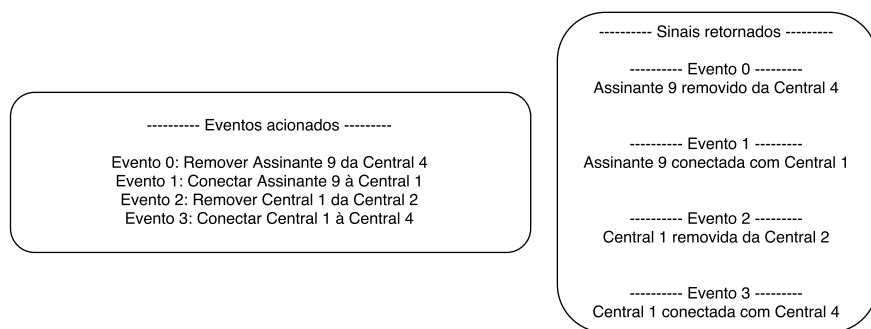 ---------- Eventos acionados ---------
Evento 0: Remover Assinante 9 da Central 4
Evento 1: Conectar Assinante 9 à Central 1
Evento 2: Remover Central 1 da Central 2
Evento 3: Conectar Central 1 à Central 4
---------- Sinais retornados ---------
---------- Evento 0 ---------
Assinante 9 removido da Central 4
---------- Evento 1 ---------
Assinante 9 conectada com Central 1
---------- Evento 2 ---------
Central 1 removida da Central 2
---------- Evento 3 ---------
Central 1 conectada com Central 4